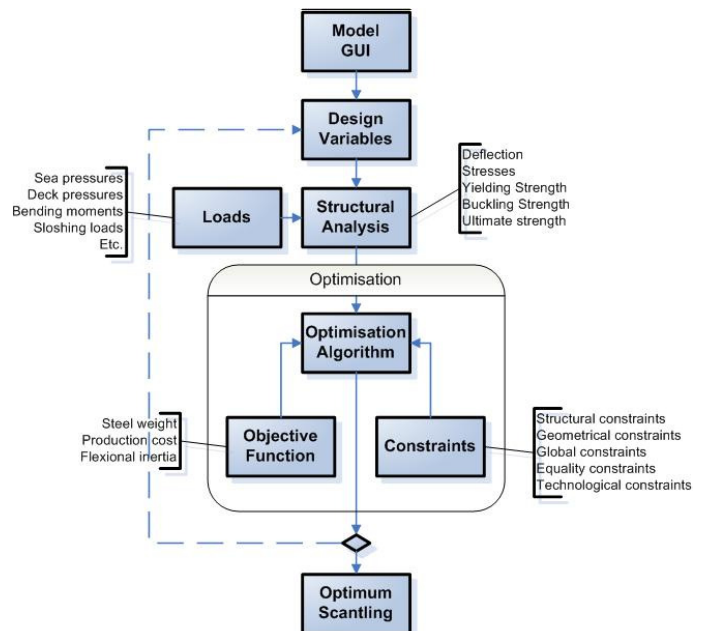 Model
GUI
Design
Variables
Sea pressures
Deck pressures
Bending moments
Sloshing loads
Etc.
Loads
Structural
Analysis
Deflection
Stresses
Yielding Strength
Buckling Strength
Ultimate strength
Optimisation
Optimisation
Algorithm
Steel weight
Production cost
Flexional inertia
Objective
Function
Constraints
Structural constraints
Geometrical constraints
Global constraints
Equality constraints
Technological constraints
Optimum
Scantling